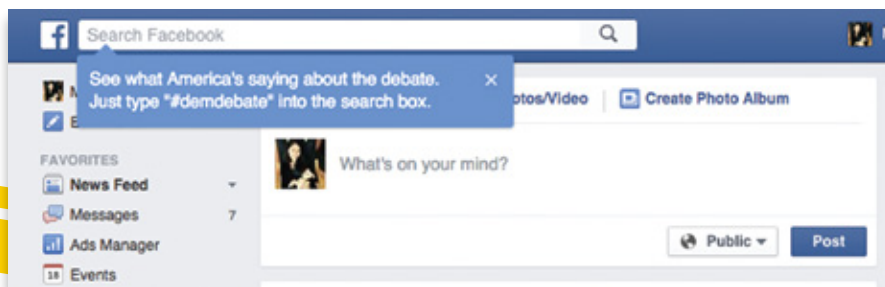 f Search Facebook
See what America's saying about the debate.
Just type "#demdebate" into the search box.
otos/Video
Create Photo Album
What's on your mind?
FAVORITES
News Feed
Messages 7
Ads Manager
18 Events
Public
Post